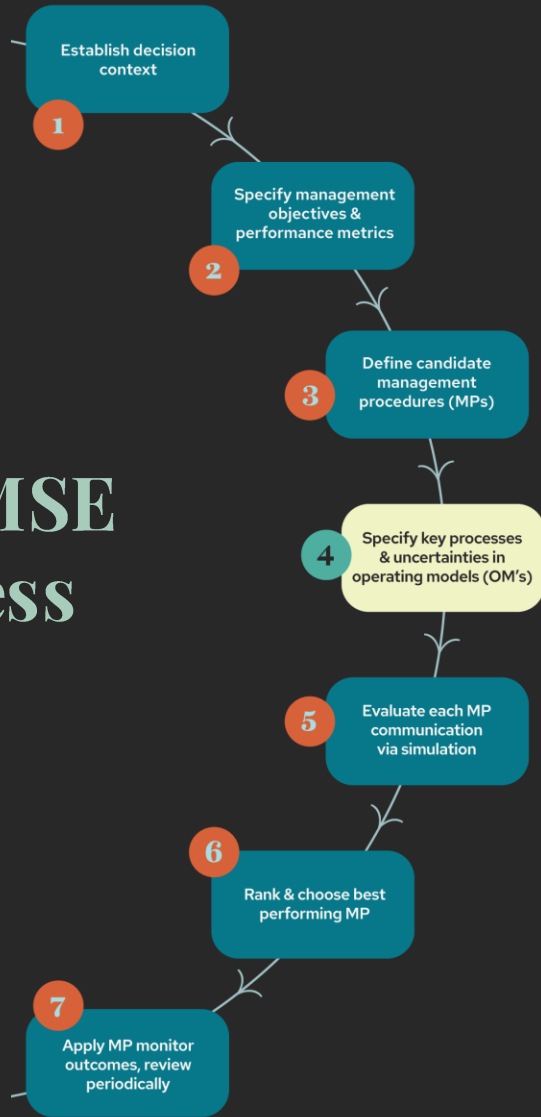 Establish decision
context
1
Specify management
objectives &
performance metrics
2
Define candidate
management
procedures (MPs)
3
MSE
Specify key processes
& uncertainties in
operating models (OM's)
4
Evaluate each MP
communication
via simulation
5
Rank & choose best
performing MP
6
Apply MP monitor
outcomes, review
periodically
7